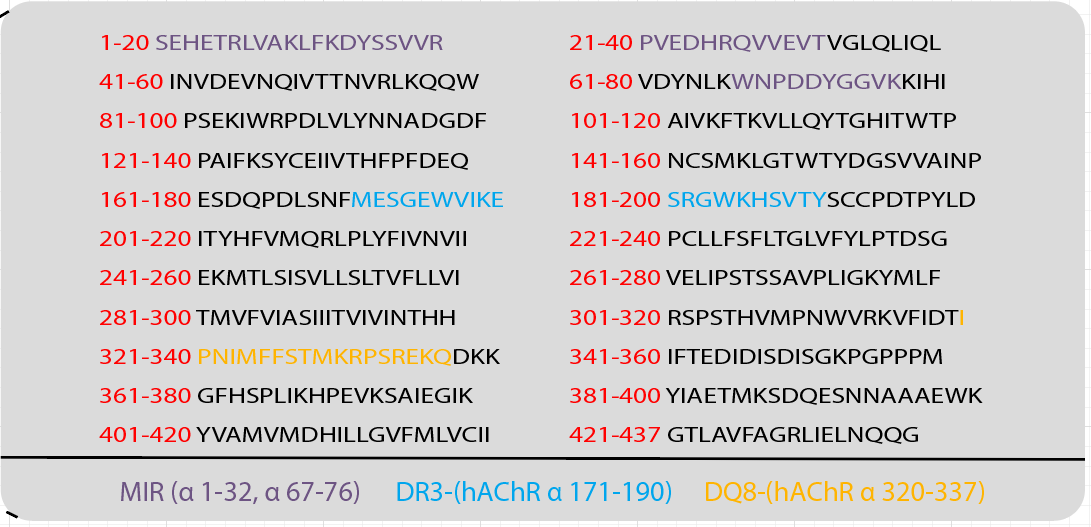 1-20 SEHETRLVAKLFKDYSSVVR 21-40 PVEDHRQVVEVTVGLQLIQL
41-60 INVDEVNQIVTTNVRLKQQW 61-80 VDYNLKWNPDDYGGVKKIHI
81-100 PSEKIWRPDLVLYNNADGDF 101-120 AIVKFTKVLLQYTGHITWTP
121-140 PAIFKSYCEIIVTHFPFDEQ 141-160 NCSMKLGTWTYDGSVVAINP
161-180 ESDQPDLSNFMESGEWVIKE 181-200 SRGWKHSVTYSCCPDTPYLD
201-220 ITYHFVMQRLPLYFIVNVII 221-240 PCLLFSFLTGLVFYLPTDSG
241-260 EKMTLSISVLLSLTVFLLVI 261-280 VELIPSTSSAVPLIGKYMLF
281-300 TMVFVIASIIITVIVINTHH 301-320 RSPSTHVMPNWVRKVFIDTI
321-340 PNIMFFSTMKRPSREKQDKK 341-360 IFTEDIDISDISGKPGPPPM
361-380 GFHSPLIKHPEVKSAIEGIK 381-400 YIAETMKSDQESNNAAAEWK
401-420 YVAMVMDHILLGVFMLVCII 421-437 GTLAVFAGRLIELNQQG
MIR (α 1-32, α 67-76) DR3-(hAChR α 171-190) DQ8-(hAChR α 320-337)